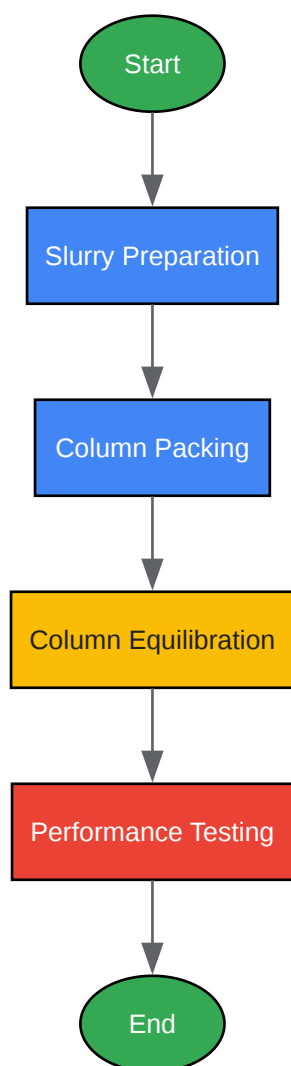 Start
Slurry Preparation
Column Packing
Column Equilibration
Performance Testing
End